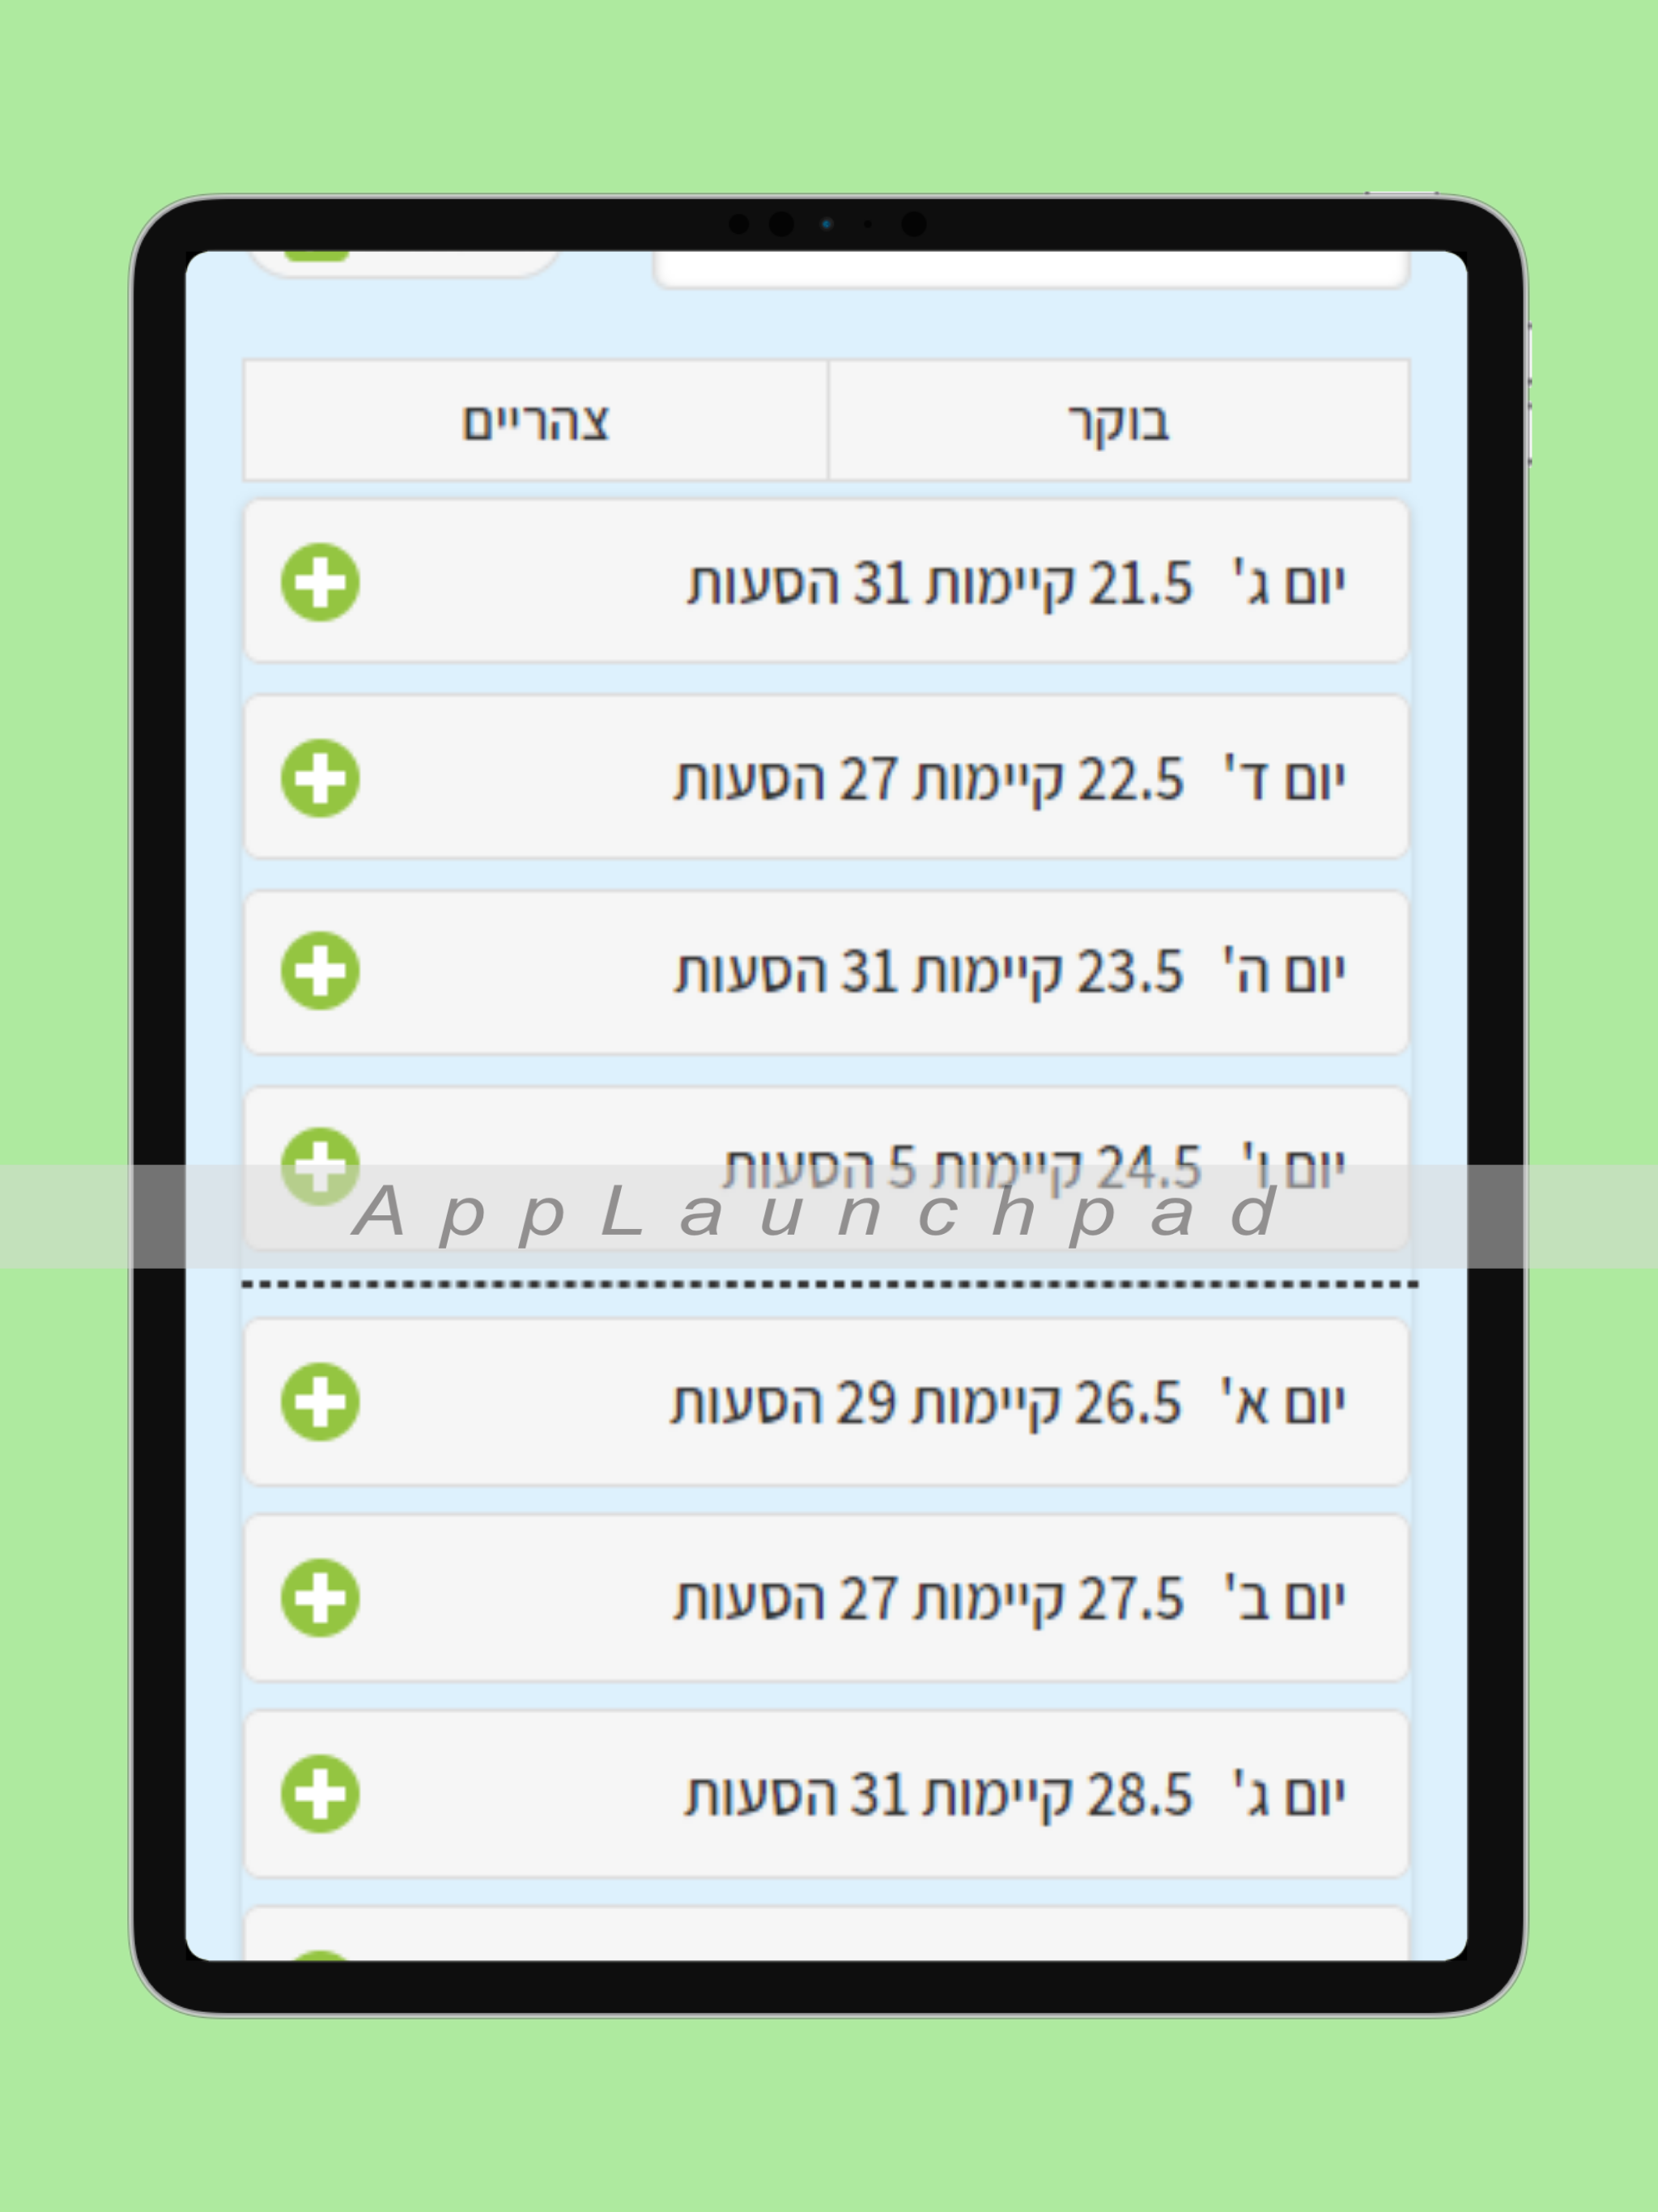 בוקר
צהריים
יום ג' 21.5 קיימות 31 הסעות
יום ד' 22.5 קיימות 27 הסעות
יום ה' 23.5 קיימות 31 הסעות
יום ו' 24.5 קיימות 5 הסעות
AppLaunchpad
יום א' 26.5 קיימות 29 הסעות
יום ב' 27.5 קיימות 27 הסעות
יום ג' 28.5 קיימות 31 הסעות